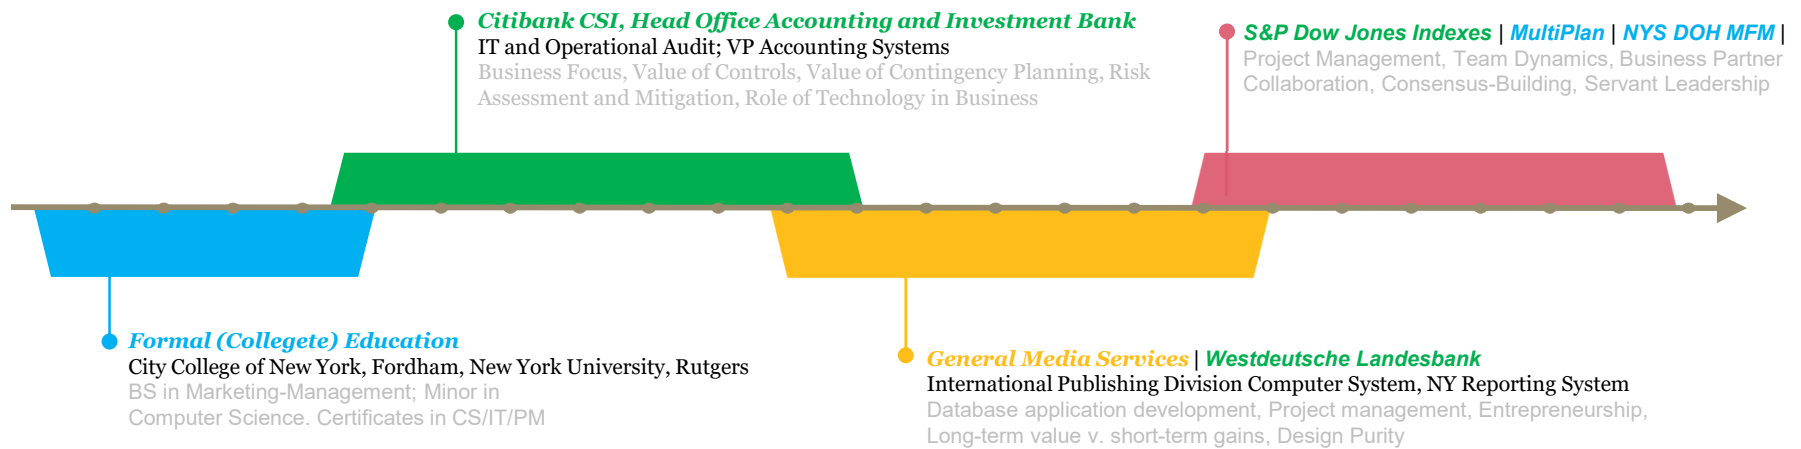 Citibank CSI, Head Office Accounting and Investment Bank
IT and Operational Audit; VP Accounting Systems
Business Focus, Value of Controls, Value of Contingency Planning, Risk
Assessment and Mitigation, Role of Technology in Business
S&P Dow Jones Indexes | MultiPlan | NYS DOH MFM |
Project Management, Team Dynamics, Business Partner
Collaboration, Consensus-Building, Servant Leadership
Formal (Collegete) Education
City College of New York, Fordham, New York University, Rutgers
BS in Marketing-Management; Minor in
Computer Science. Certificates in CS/IT/PM
General Media Services | Westdeutsche Landesbank
International Publishing Division Computer System, NY Reporting System
Database application development, Project management, Entrepreneurship,
Long-term value v. short-term gains, Design Purity